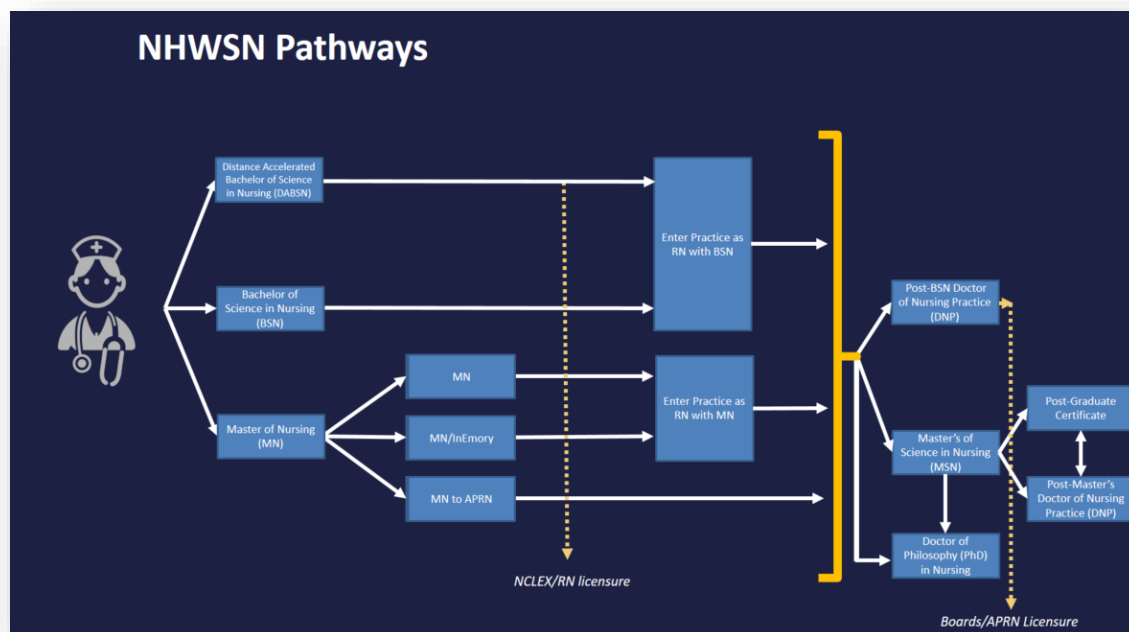 NHWSN Pathways
Distance Accelerated
Bachelor of Science
in Nursing (DABSN)
Bachelor of
Science in Nursing
(BSN)
Master of Nursing
(MN)
MN
MN/InEmory
MN to APRN
Enter Practice as
RN with BSN
Enter Practice as
RN with MN
NCLEX/RN licensure
Post-BSN Doctor
of Nursing Practice
(DNP)
Master's of
Science in Nursing
(MSN)
Doctor of
Philosophy (PhD)
in Nursing
Post-Graduate
Certificate
Post-Master's
Doctor of Nursing
Practice (DNP)
Boards/APRN Licensure